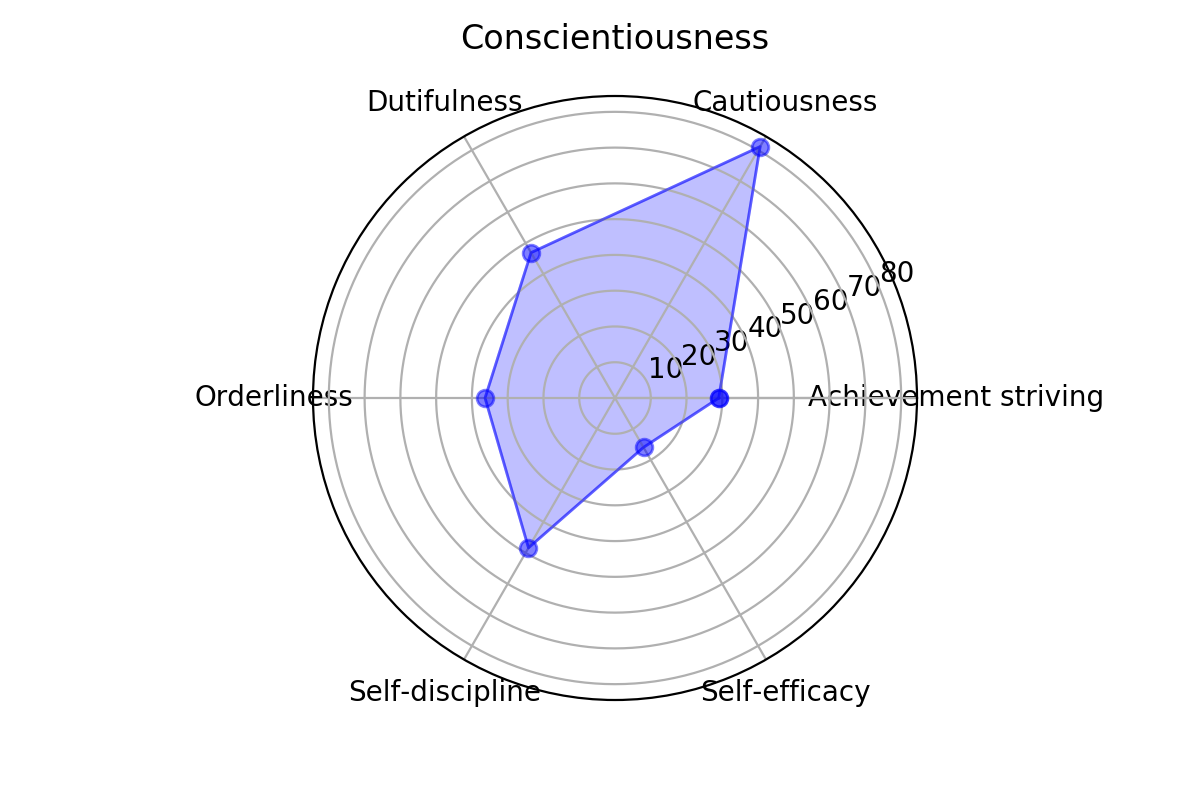 Conscientiousness
Dutifulness
Cautiousness
80
70
60
50
40
30
20
10
Orderliness
Achievement striving
Self-discipline
Self-efficacy